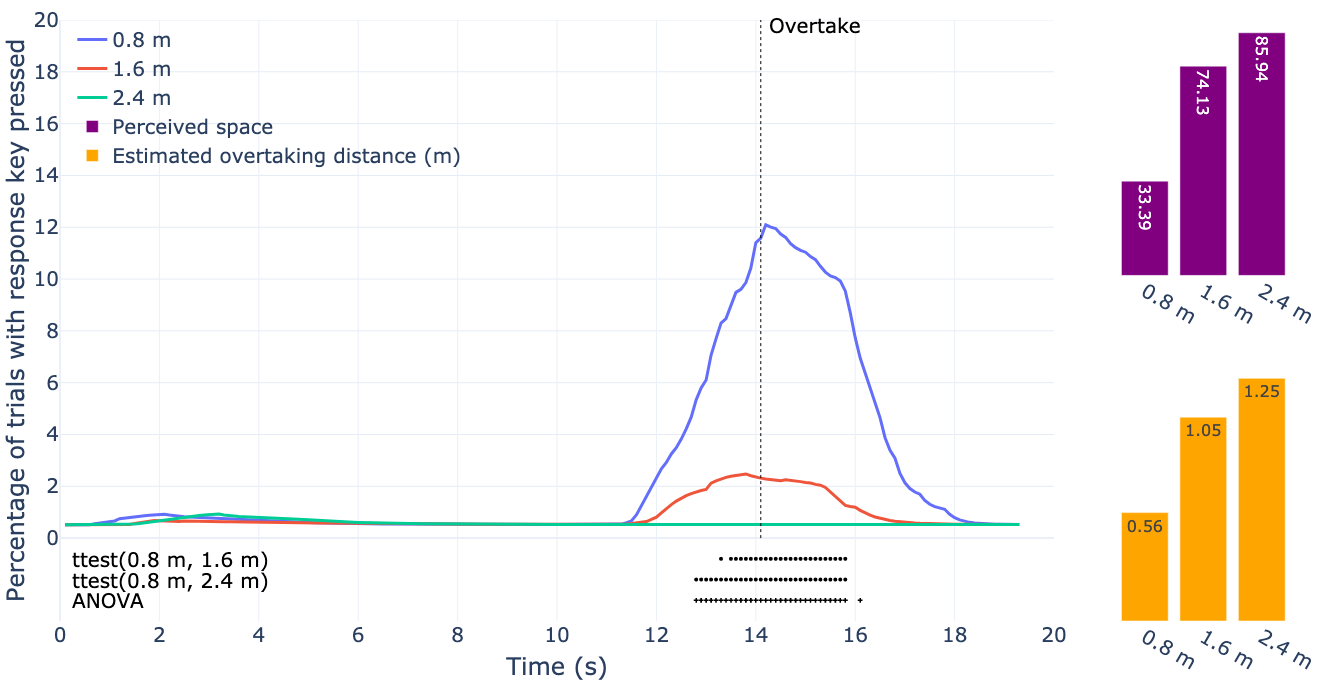 Percentage of trials with response key pressed
20
18
16
14
12
10
8
6
4
2
0
0.8 m
1.6 m
2.4 m
Perceived space
Estimated overtaking distance (m)
Overtake
ttest(0.8 m, 1.6 m)
ttest(0.8 m, 2.4 m)
ANOVA
0 2 4 6 8 10 12 14 16 18 20
Time (s)
33.39 74.13 85.94
0.8 m 1.6 m 2.4 m
0.56 1.05 1.25
0.8 m 1.6 m 2.4 m